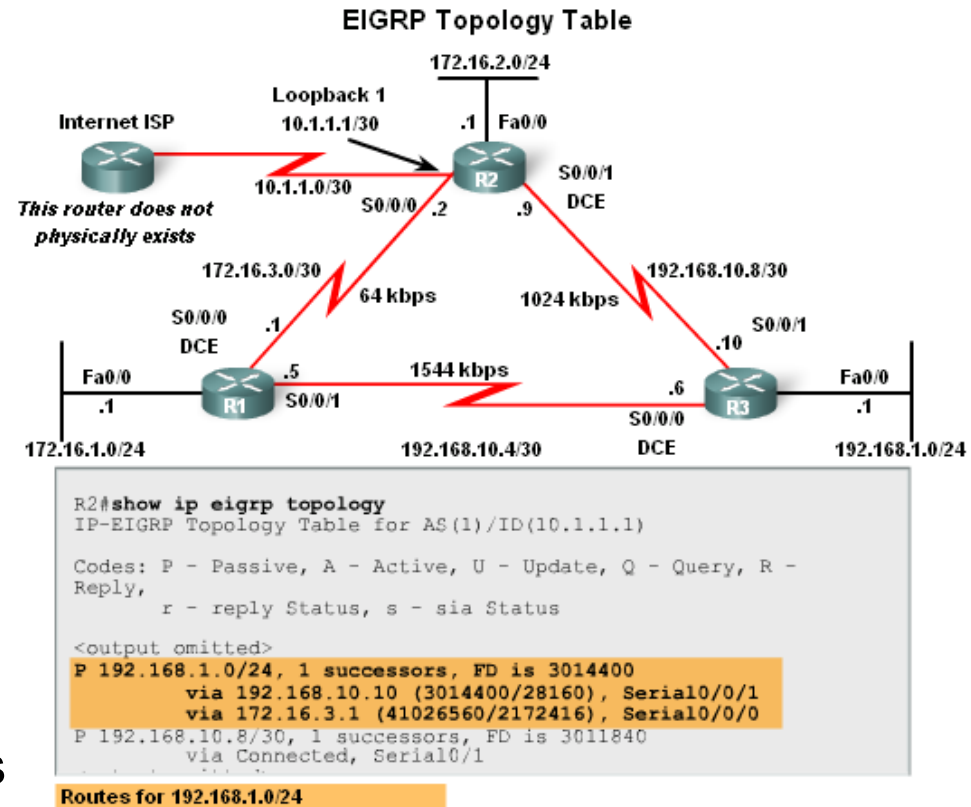 EIGRP Topology Table
172.16.2.0/24
Loopback 1
Internet ISP
10.1.1.1/30
.1
Fa0/0
R2
S0/0/1
DCE
10.1.1.0/30
This router does not
physically exists
S0/0/0
.2
.9
172.16.3.0/30
192.168.10.8/30
64 kbps
1024 kbps
S0/0/0
.1
DCE
S0/0/1
.10
Fa0/0
.1
R1
.5
S0/0/1
1544 kbps
.6
R3
Fa0/0
.1
S0/0/0
DCE
172.16.1.0/24
192.168.10.4/30
192.168.1.0/24
R2#show ip eigrp topology
IP-EIGRP Topology Table for AS(1)/ID(10.1.1.1)
Codes: P - Passive, A - Active, U - Update, Q - Query, R -
Reply,
r - reply Status, s - sia Status
<output omitted>
P 192.168.1.0/24, 1 successors, FD is 3014400
via 192.168.10.10 (3014400/28160), Serial0/0/1
via 172.16.3.1 (41026560/2172416), Serial0/0/0
P 192.168.10.8/30, 1 successors, FD is 3011840
via Connected, Serial0/1
s
Routes for 192.168.1.0/24